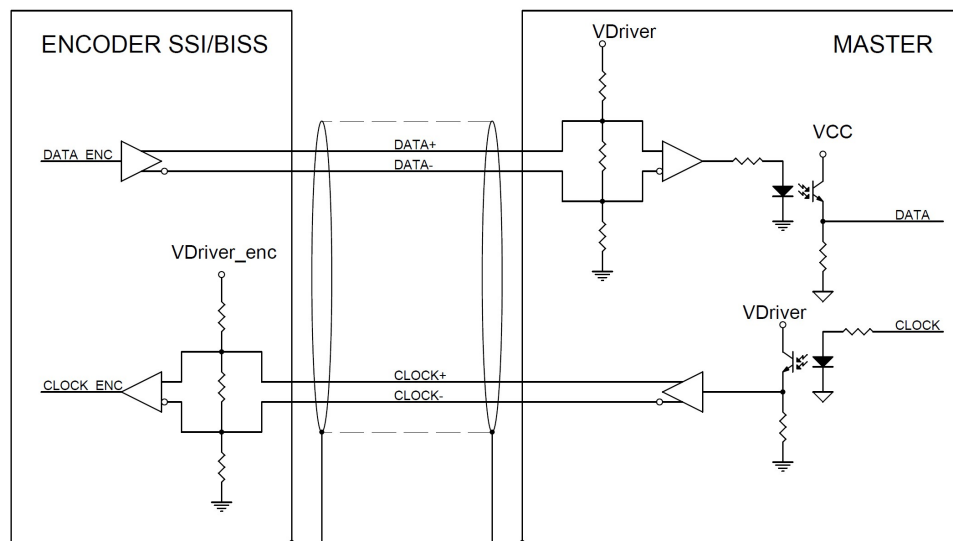 ENCODER SSI/BISS
MASTER
VDriver
VCC
DATA_ENC
DATA+
DATA-
DATA
VDriver_enc
VDriver
CLOCK
CLOCK_ENC
CLOCK+
CLOCK-